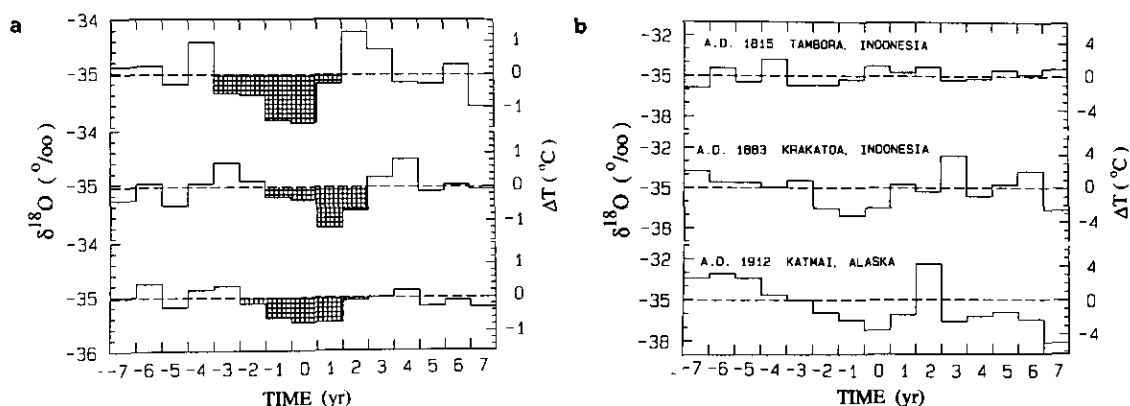 a
-34
-35
-34
-35
-34
-35
-36
δ¹⁸O (°/oo)
1
0
-1
1
0
-1
1
0
-1
ΔT (°C)
-7 -6 -5 -4 -3 -2 -1 0 1 2 3 4 5 6 7
TIME (yr)
b
-32
-35
-32
-35
-39
-32
-35
-39
δ¹⁸O (°/oo)
A.D. 1815 TAMBORA, INDONESIA
A.D. 1883 KRAKATOA, INDONESIA
A.D. 1912 KATMAI, ALASKA
4
0
-4
4
0
-4
4
0
-4
ΔT (°C)
-7 -6 -5 -4 -3 -2 -1 0 1 2 3 4 5 6 7
TIME (yr)